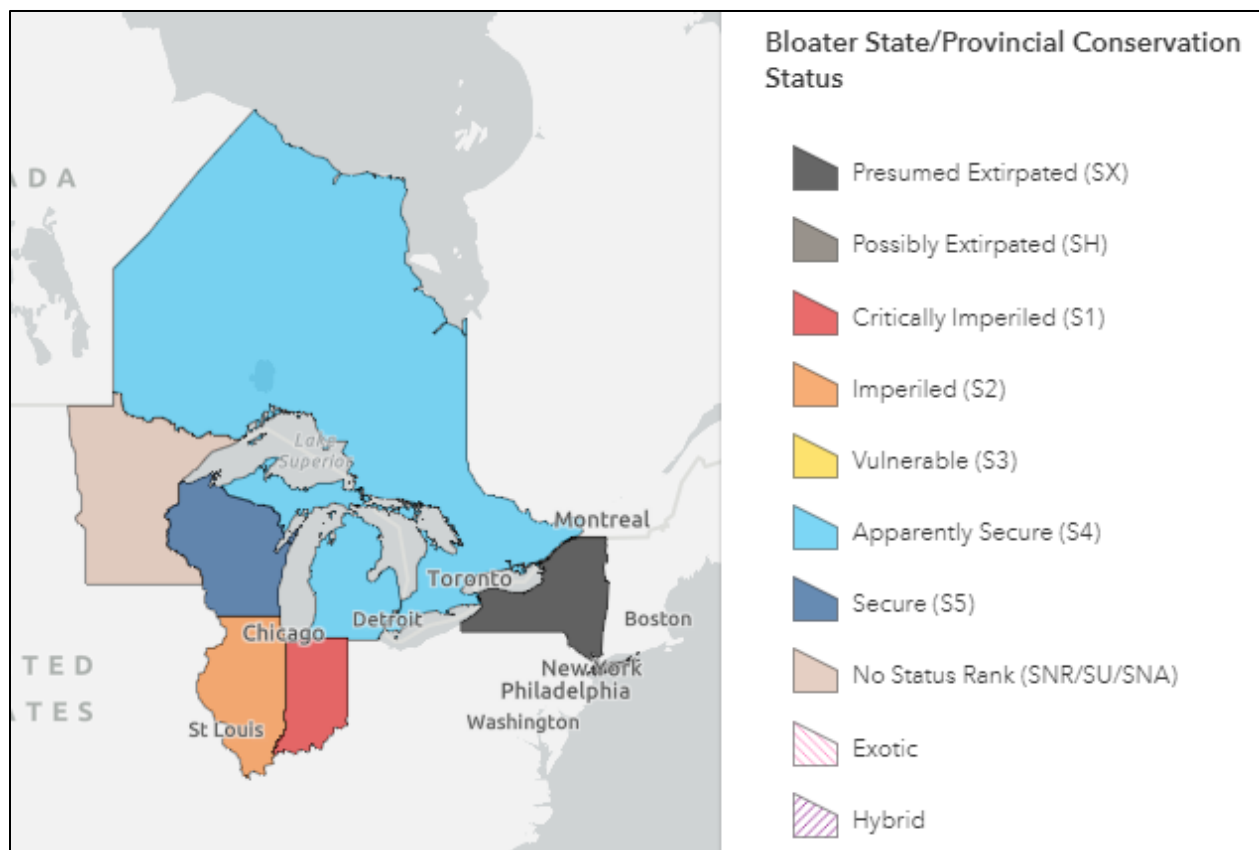 Bloater State/Provincial Conservation
Status
Presumed Extirpated (SX)
Possibly Extirpated (SH)
Critically Imperiled (S1)
Imperiled (S2)
Vulnerable (S3)
Apparently Secure (S4)
Secure (S5)
No Status Rank (SNR/SU/SNA)
Exotic
Hybrid
ADA
Lake
Superior
Montreal
Toronto
Detroit
Boston
Chicago
New York
Philadelphia
Washington
St Louis
TED
ATES